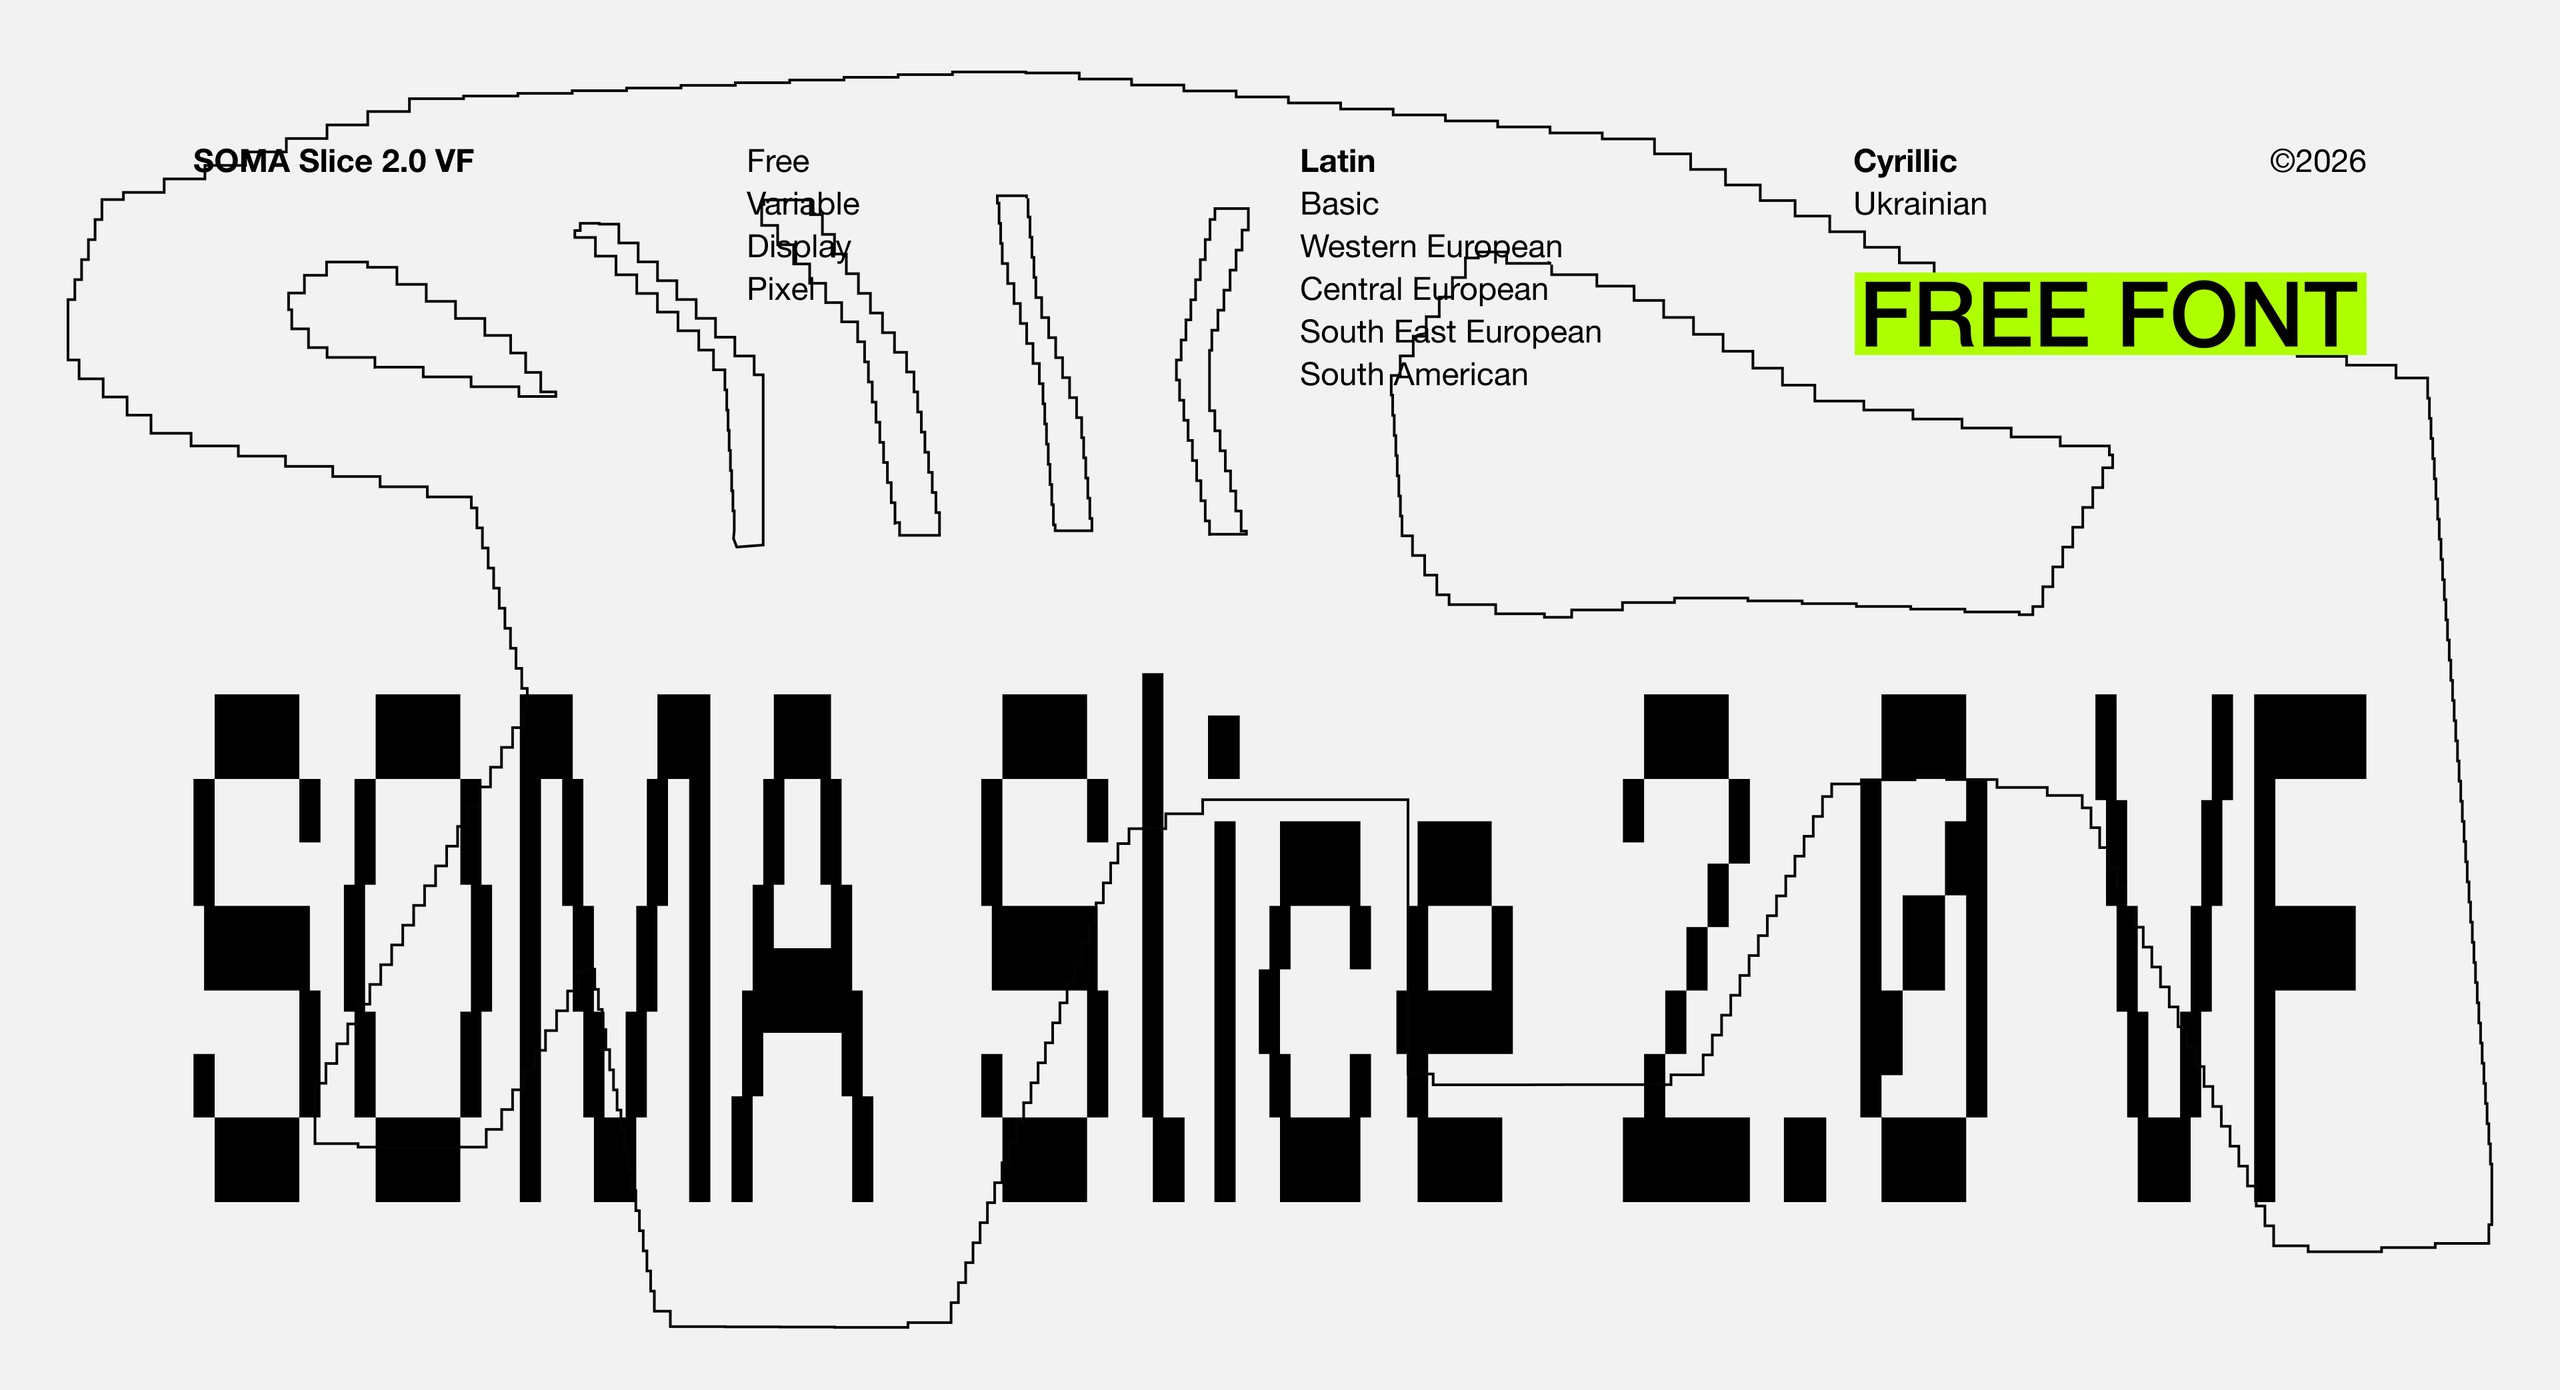 SOMA Slice 2.0 VF
Free
Variable
Display
Pixel
Latin
Basic
Western European
Central European
South East European
South American
Cyrillic
Ukrainian
©2026
FREE FONT
SOMA Slice 2.0 VF